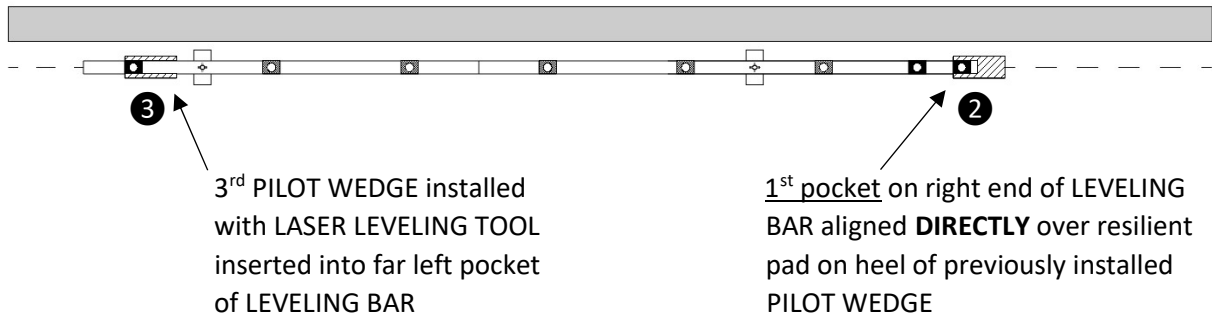 ❸
❷
3rd PILOT WEDGE installed
with LASER LEVELING TOOL
inserted into far left pocket
of LEVELING BAR
1st pocket on right end of LEVELING
BAR aligned DIRECTLY over resilient
pad on heel of previously installed
PILOT WEDGE